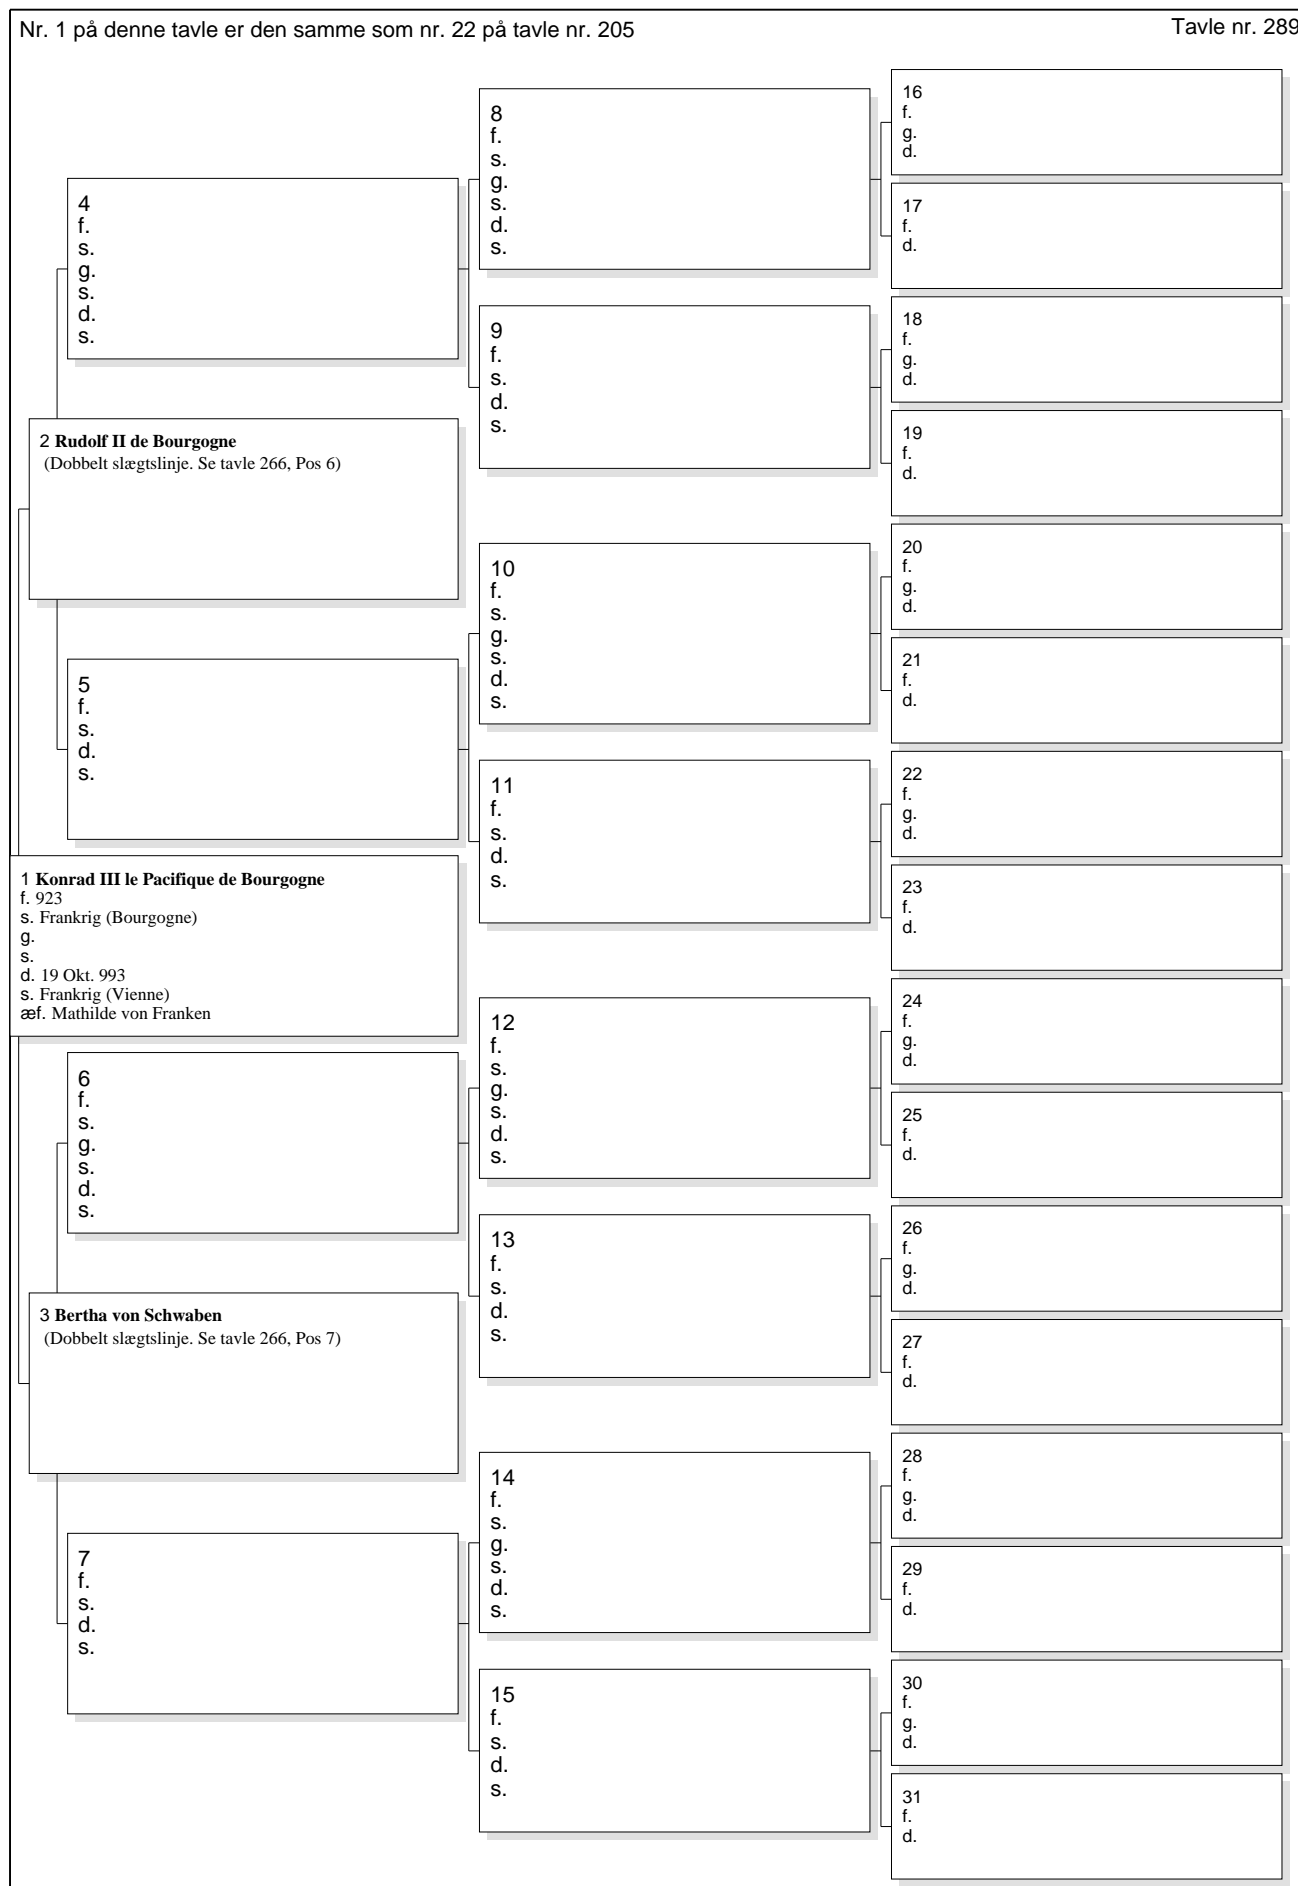 Nr. 1 på denne tavle er den samme som nr. 22 på tavle nr. 205
Tavle nr. 289
16
f.
g.
d.
8
f.
s.
g.
s.
d.
s.
17
f.
d.
4
f.
s.
g.
s.
d.
s.
18
f.
g.
d.
9
f.
s.
d.
s.
19
f.
d.
2 Rudolf II de Bourgogne
(Dobbelt slægtslinje. Se tavle 266, Pos 6)
20
f.
g.
d.
10
f.
s.
g.
s.
d.
s.
21
f.
d.
5
f.
s.
d.
s.
22
f.
g.
d.
11
f.
s.
d.
s.
23
f.
d.
1 Konrad III le Pacifique de Bourgogne
f. 923
s. Frankrig (Bourgogne)
g.
s.
d. 19 Okt. 993
s. Frankrig (Vienne)
æf. Mathilde von Franken
24
f.
g.
d.
12
f.
s.
g.
s.
d.
s.
25
f.
d.
6
f.
s.
g.
s.
d.
s.
26
f.
g.
d.
13
f.
s.
d.
s.
27
f.
d.
3 Bertha von Schwaben
(Dobbelt slægtslinje. Se tavle 266, Pos 7)
28
f.
g.
d.
14
f.
s.
g.
s.
d.
s.
29
f.
d.
7
f.
s.
d.
s.
30
f.
g.
d.
15
f.
s.
d.
s.
31
f.
d.